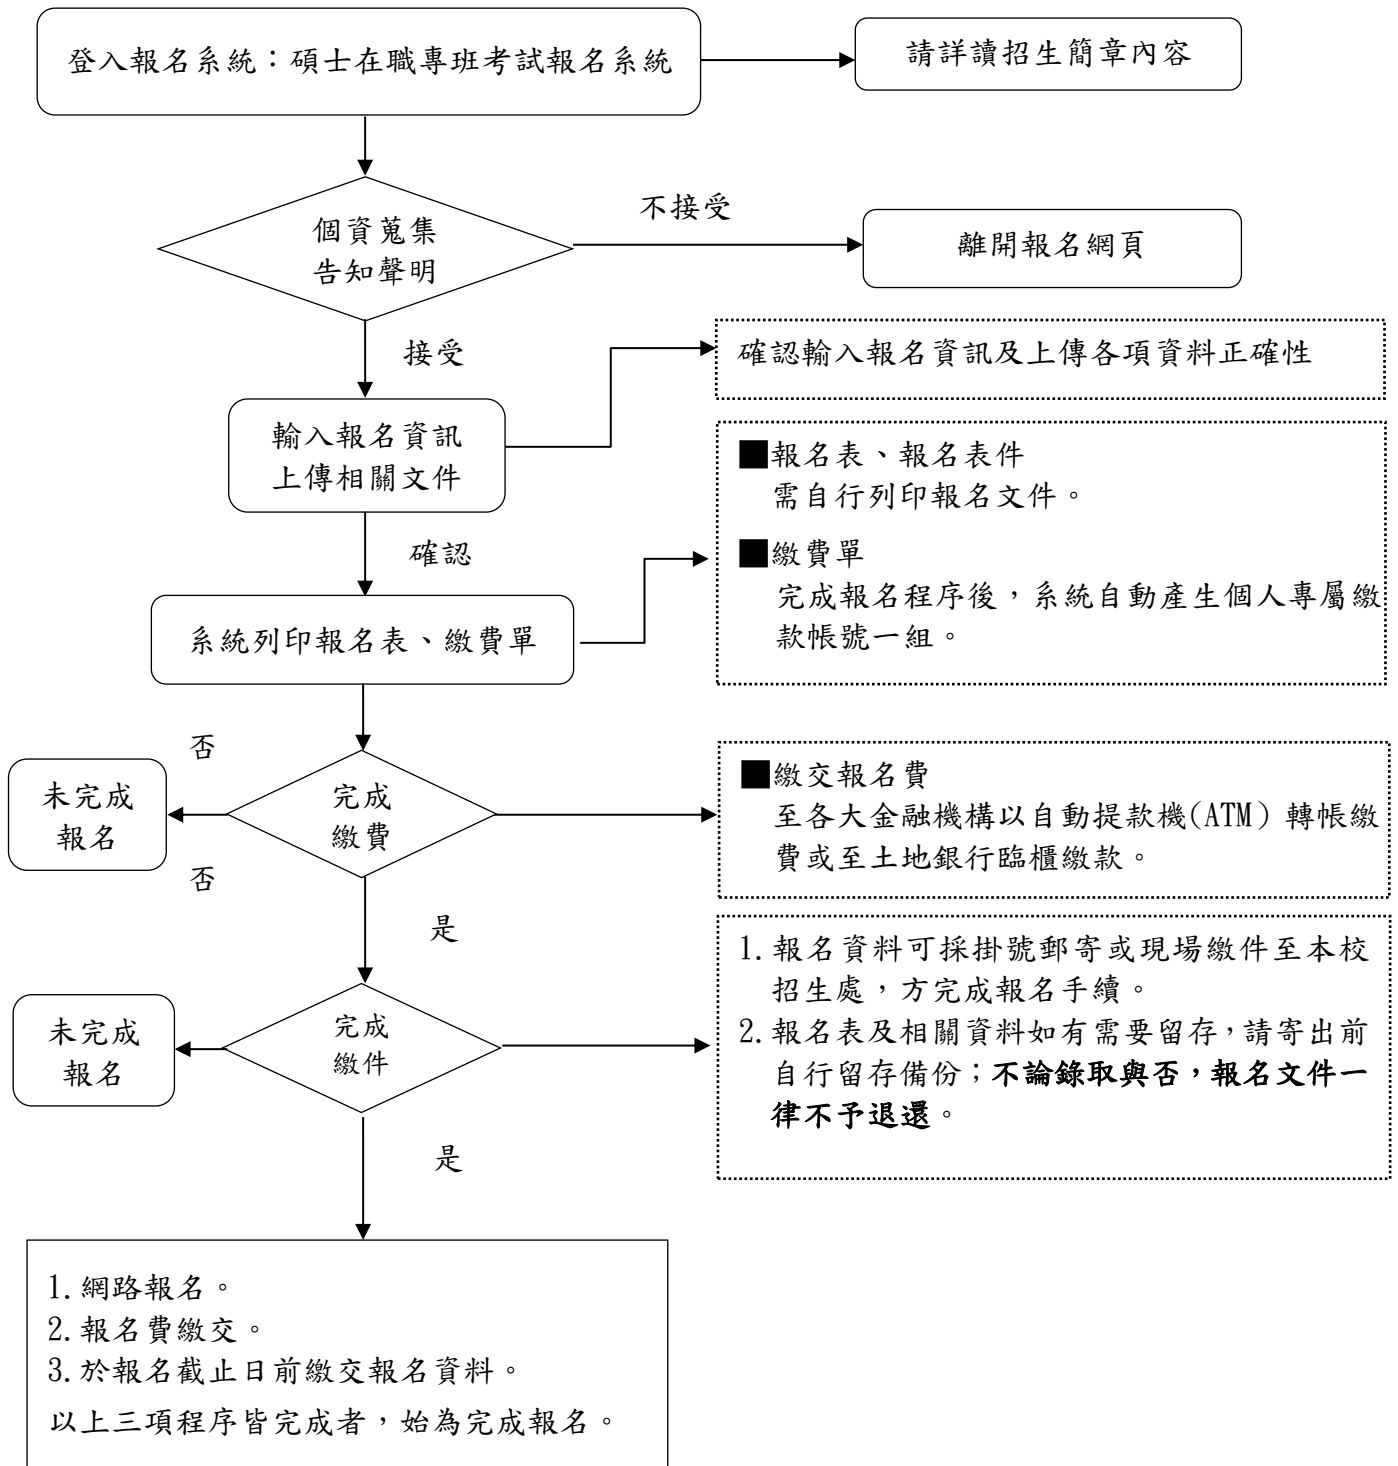 登入報名系統：碩士在職專班考試報名系統
請詳讀招生簡章內容
個資蒐集
告知聲明
不接受
離開報名網頁
接受
確認輸入報名資訊及上傳各項資料正確性
輸入報名資訊
上傳相關文件
■報名表、報名表件
需自行列印報名文件。
確認
■繳費單
完成報名程序後，系統自動產生個人專屬繳
款帳號一組。
系統列印報名表、繳費單
否
未完成
報名
完成
繳費
■繳交報名費
至各大金融機構以自動提款機(ATM) 轉帳繳
費或至土地銀行臨櫃繳款。
否
是
1.報名資料可採掛號郵寄或現場繳件至本校
招生處，方完成報名手續。
2.報名表及相關資料如有需要留存，請寄出前
自行留存備份；不論錄取與否，報名文件一
律不予退還。
未完成
報名
完成
繳件
是
1.網路報名。
2.報名費繳交。
3.於報名截止日前繳交報名資料。
以上三項程序皆完成者，始為完成報名。